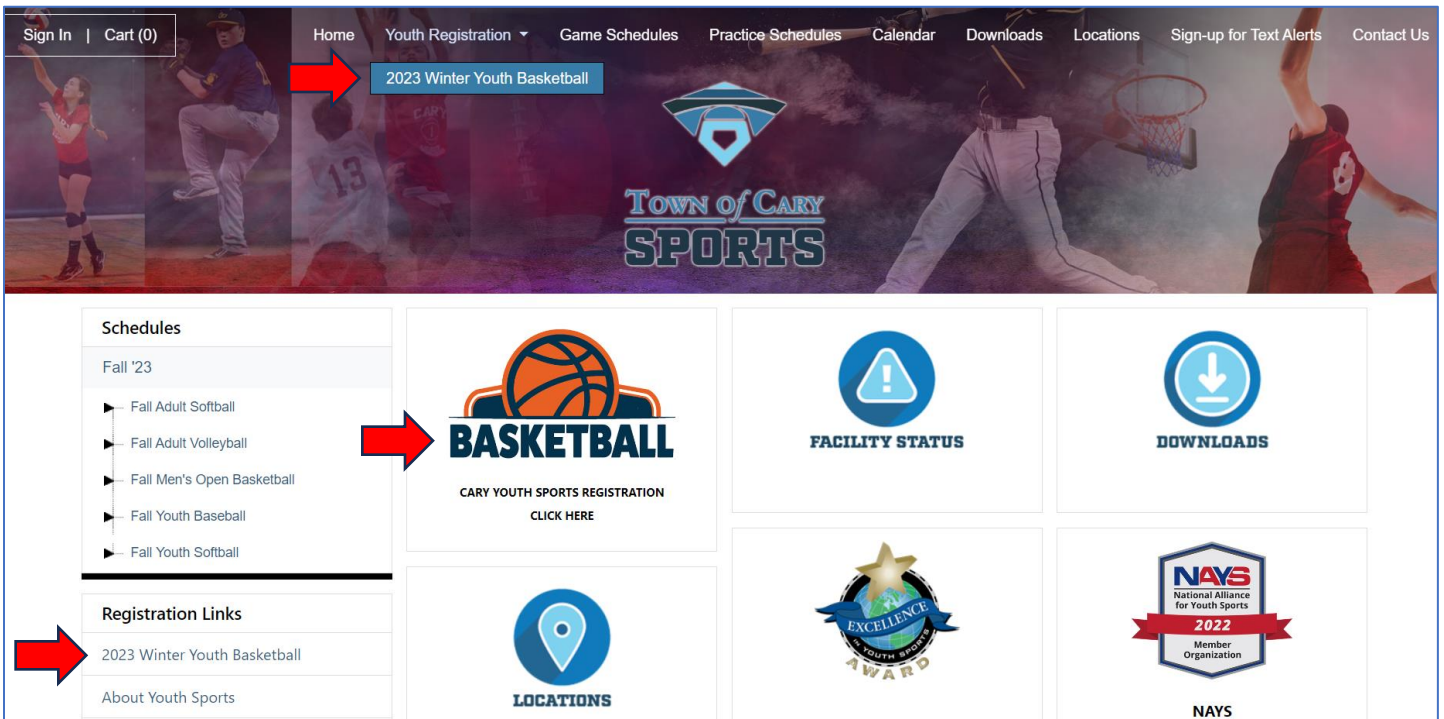 Sign In | Cart (0)
Home Youth Registration Game Schedules Practice Schedules Calendar Downloads Locations Sign-up for Text Alerts Contact Us
2023 Winter Youth Basketball
CARY
13
TOWN of CARY
SPORTS
Schedules
Fall '23
Fall Adult Softball
Fall Adult Volleyball
Fall Men's Open Basketball
Fall Youth Baseball
Fall Youth Softball
Registration Links
2023 Winter Youth Basketball
About Youth Sports
BASKETBALL
CARY YOUTH SPORTS REGISTRATION
CLICK HERE
LOCATIONS
!
FACILITY STATUS
EXCELLENCE
IN YOUTH SPORTS
AWARD
DOWNLOADS
NAYS
National Alliance
for Youth Sports
2022
Member
Organization
NAYS